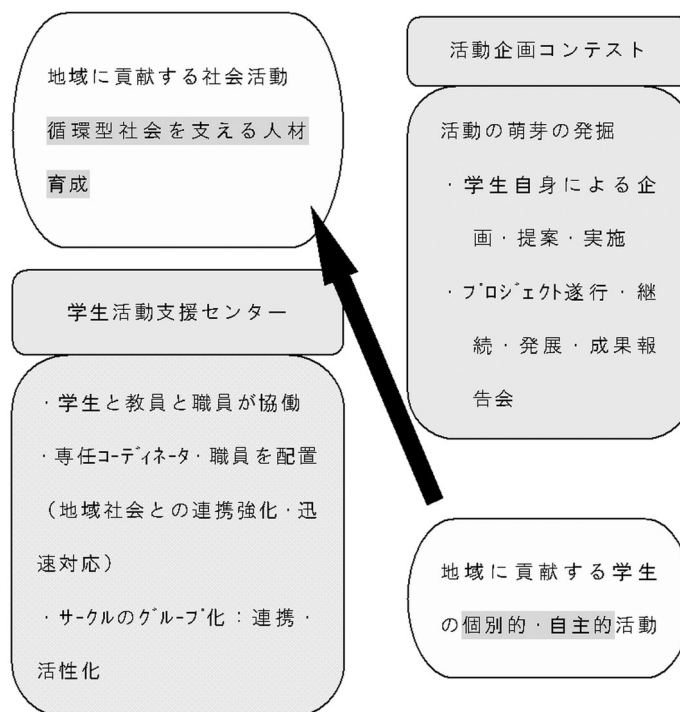 地域に貢献する社会活動
循環型社会を支える人材
育成
学生活動支援センター
・学生と教員と職員が協働
・専任コーディネータ・職員を配置
（地域社会との連携強化・迅
速対応）
・サークルのグループ化：連携・
活性化
活動企画コンテスト
活動の萌芽の発掘
・学生自身による企
画・提案・実施
・プロジェクト遂行・継
続・発展・成果報
告会
地域に貢献する学生
の個別的・自主的活動